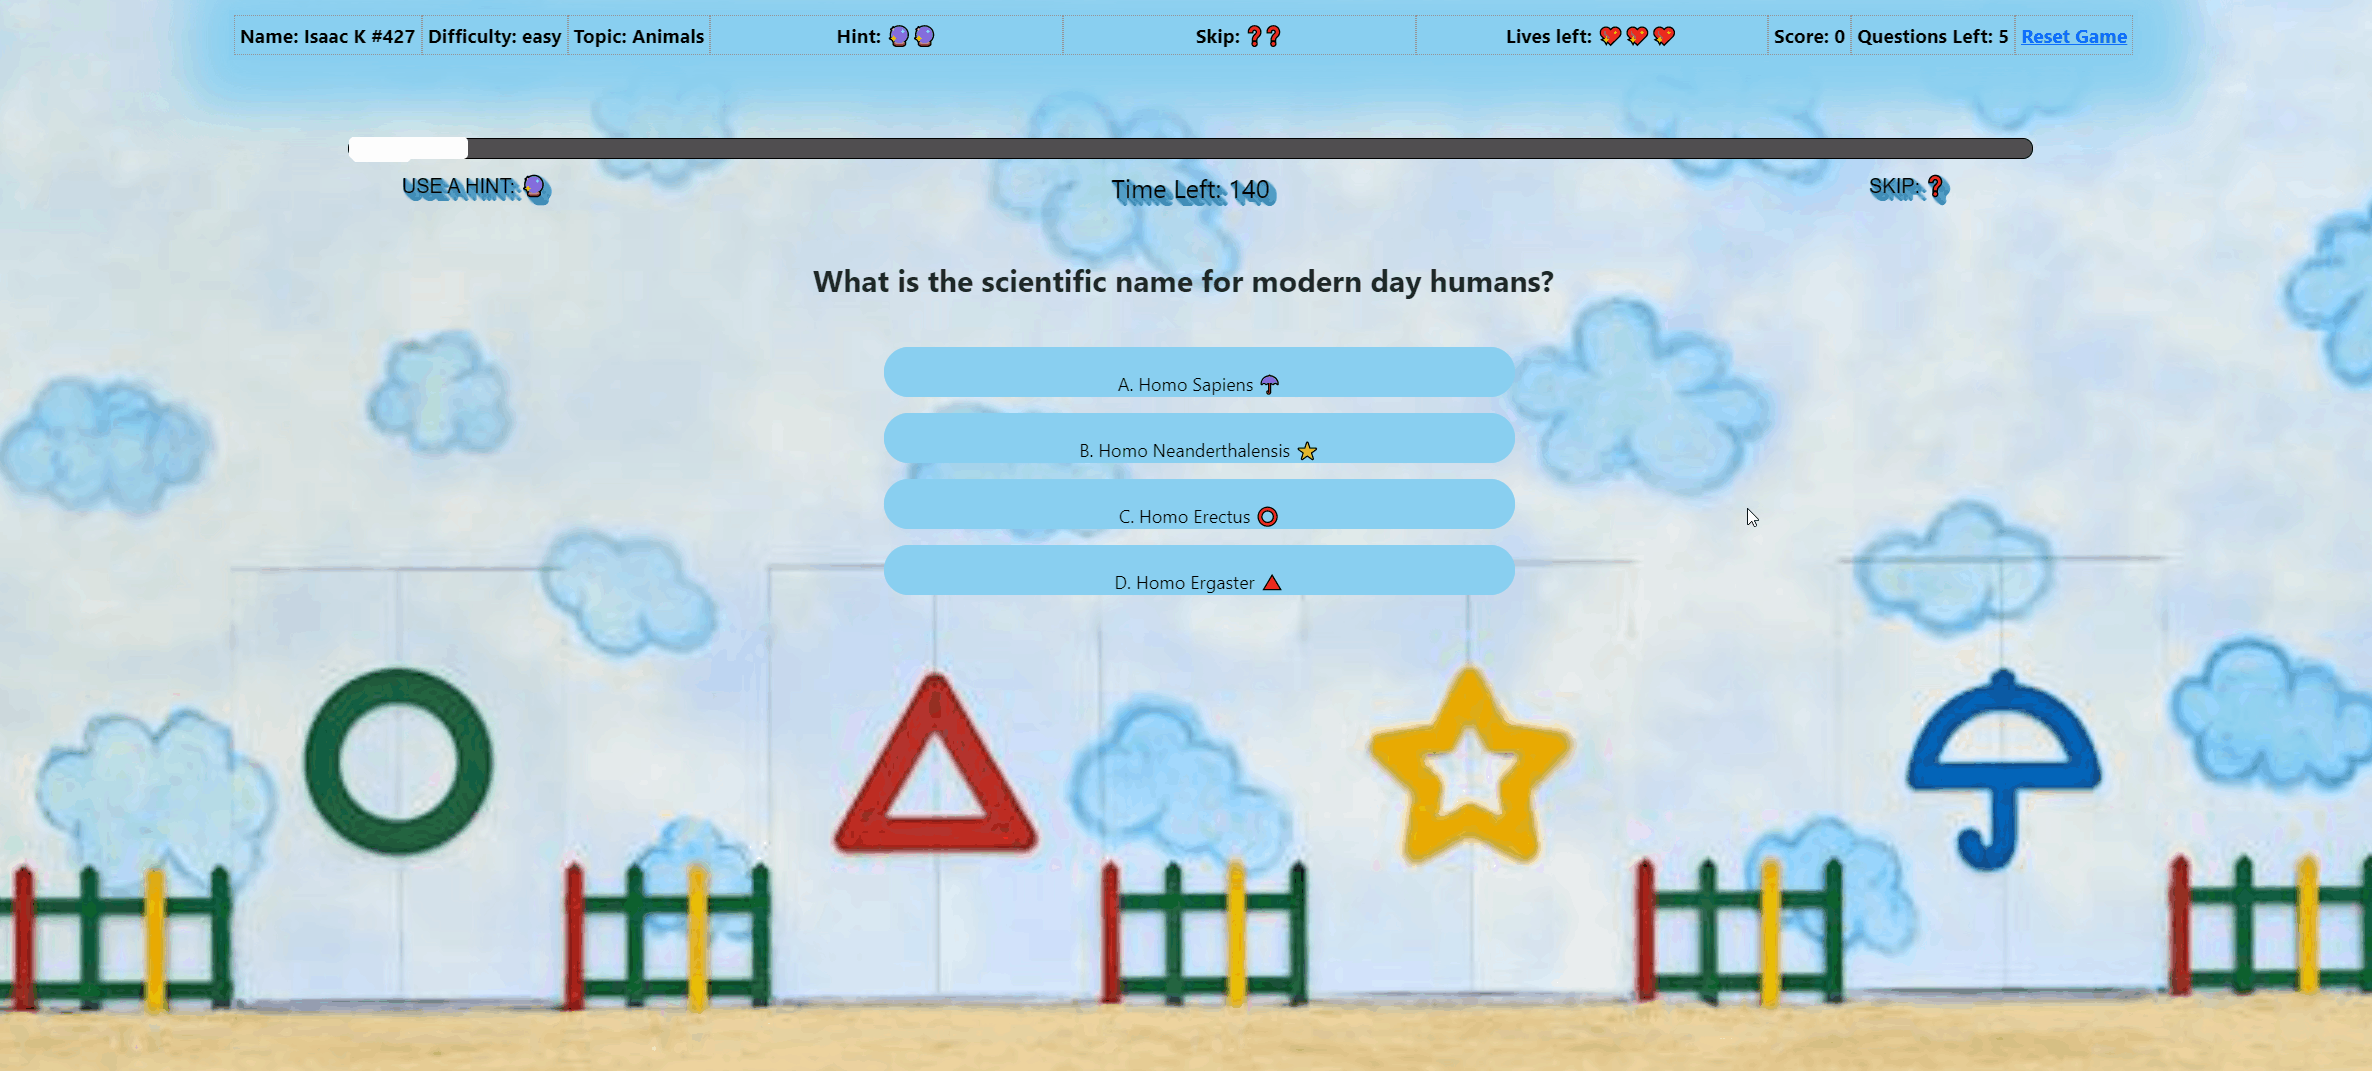 Name: Isaac K #427 Difficulty: easy Topic: Animals Hint: 🔮🔮 Skip: ❓❓ Lives left: 💖💖💖 Score: 0 Questions Left: 5 Reset Game
USE A HINT: 🔮 Time Left: 140 SKIP: ❓
What is the scientific name for modern day humans?
A. Homo Sapiens ☂
B. Homo Neanderthalensis ⭐
C. Homo Erectus ⭕
D. Homo Ergaster 🔺